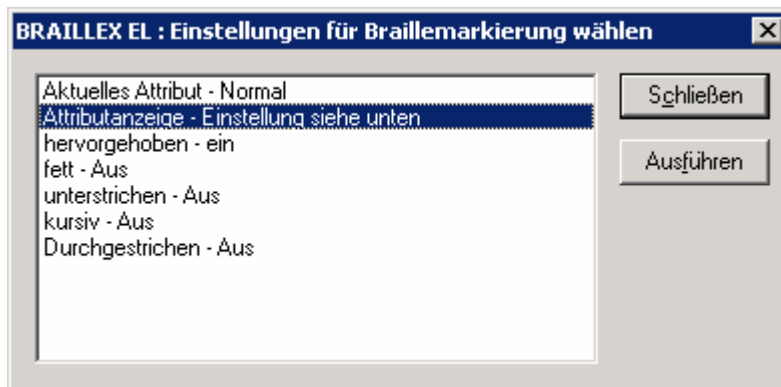 BRAILLEX EL : Einstellungen für Braillemarkierung wählen
Aktuelles Attribut - Normal
Attributanzeige - Einstellung siehe unten
hervorgehoben - ein
fett - Aus
unterstrichen - Aus
kursiv - Aus
Durchgestrichen - Aus
Schließen
Ausführen